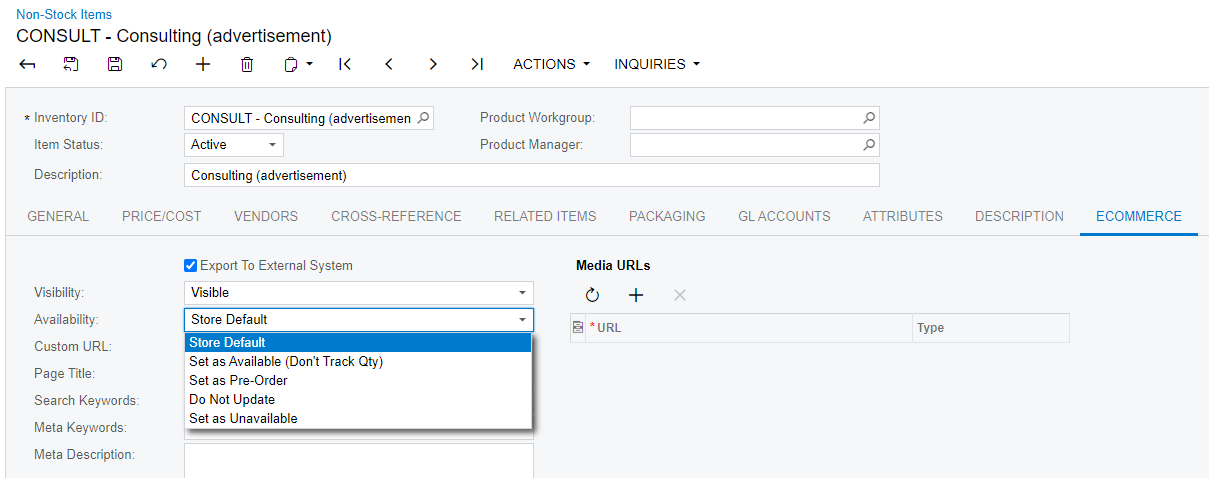 Non-Stock Items
CONSULT - Consulting (advertisement)
ACTIONS INQUIRIES
* Inventory ID: CONSULT - Consulting (advertisemen Product Workgroup:
Item Status: Active Product Manager:
Description: Consulting (advertisement)
GENERAL PRICE/COST VENDORS CROSS-REFERENCE RELATED ITEMS PACKAGING GL ACCOUNTS ATTRIBUTES DESCRIPTION ECOMMERCE
Export To External System Media URLs
Visibility: Visible
Availability: Store Default * URL Type
Store Default
Custom URL:
Set as Available (Don't Track Qty)
Page Title: Set as Pre-Order
Search Keywords: Do Not Update
Set as Unavailable
Meta Keywords:
Meta Description: